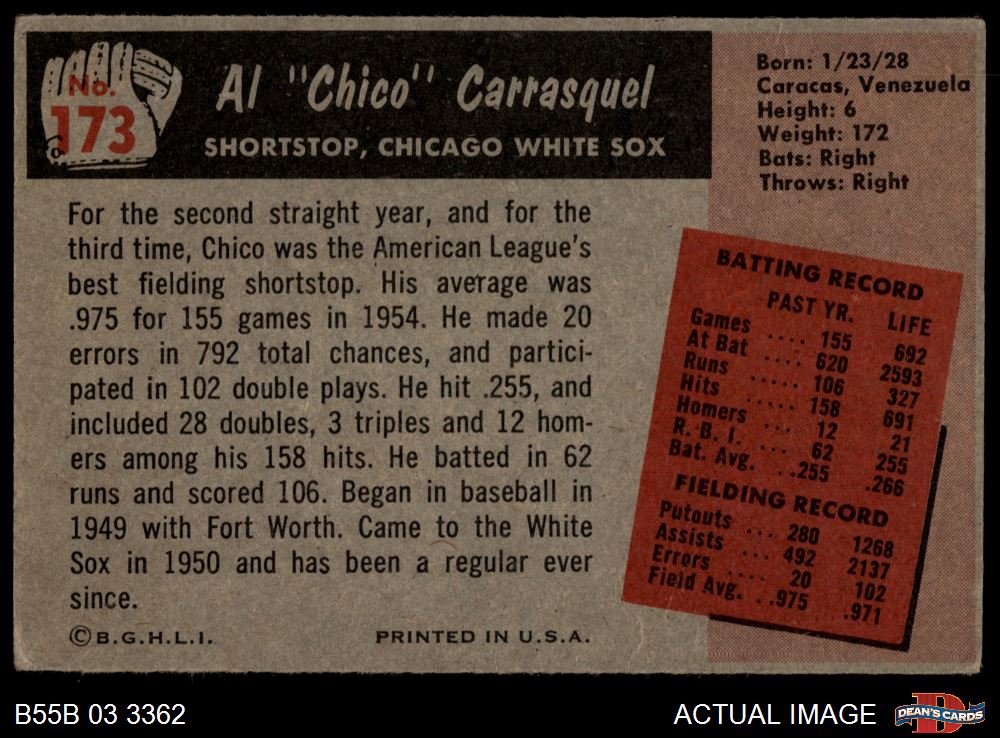 No.
173
Al "Chico" Carrasquel
SHORTSTOP, CHICAGO WHITE SOX
Born: 1/23/28
Caracas, Venezuela
Height: 6
Weight: 172
Bats: Right
Throws: Right
For the second straight year, and for the
third time, Chico was the American League's
best fielding shortstop. His average was
.975 for 155 games in 1954. He made 20
errors in 792 total chances, and partici-
pated in 102 double plays. He hit .255, and
included 28 doubles, 3 triples and 12 hom-
ers among his 158 hits. He batted in 62
runs and scored 106. Began in baseball in
1949 with Fort Worth. Came to the White
Sox in 1950 and has been a regular ever
since.
© B.G.H.L.I. PRINTED IN U.S.A.
BATTING RECORD
PAST YR. LIFE
Games .... 155 692
At Bat .... 620 2593
Runs ..... 106 327
Hits ..... 158 691
Homers ... 12 21
R. B. I. ... 62 255
Bat. Avg. ..255 .266
FIELDING RECORD
Putouts ... 280 1268
Assists ... 492 2137
Errors .... 20 102
Field Avg. ..975 .971
B55B 03 3362
ACTUAL IMAGE
D
DEAN'S CARDS